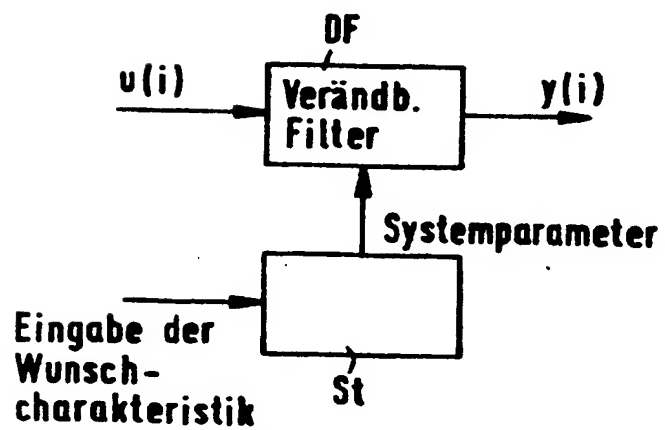 DF
u(i)
Verändb.
Filter
y(i)
Systemparameter
Eingabe der
Wunsch-
charakteristik
St